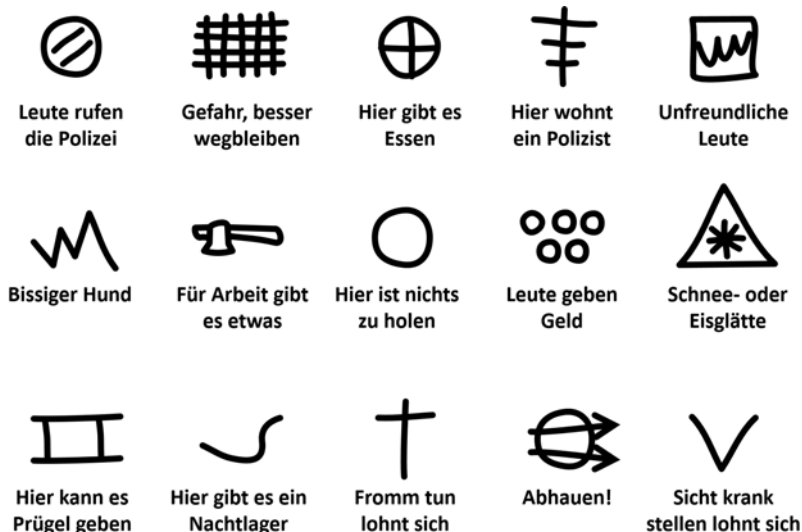 Leute rufen
die Polizei
Gefahr, besser
wegbleiben
Hier gibt es
Essen
Hier wohnt
ein Polizist
Unfreundliche
Leute
Bissiger Hund
Für Arbeit gibt
es etwas
Hier ist nichts
zu holen
Leute geben
Geld
Schnee- oder
Eisglätte
Hier kann es
Prügel geben
Hier gibt es ein
Nachtlager
Fromm tun
lohnt sich
Abhauen!
Sicht krank
stellen lohnt sich